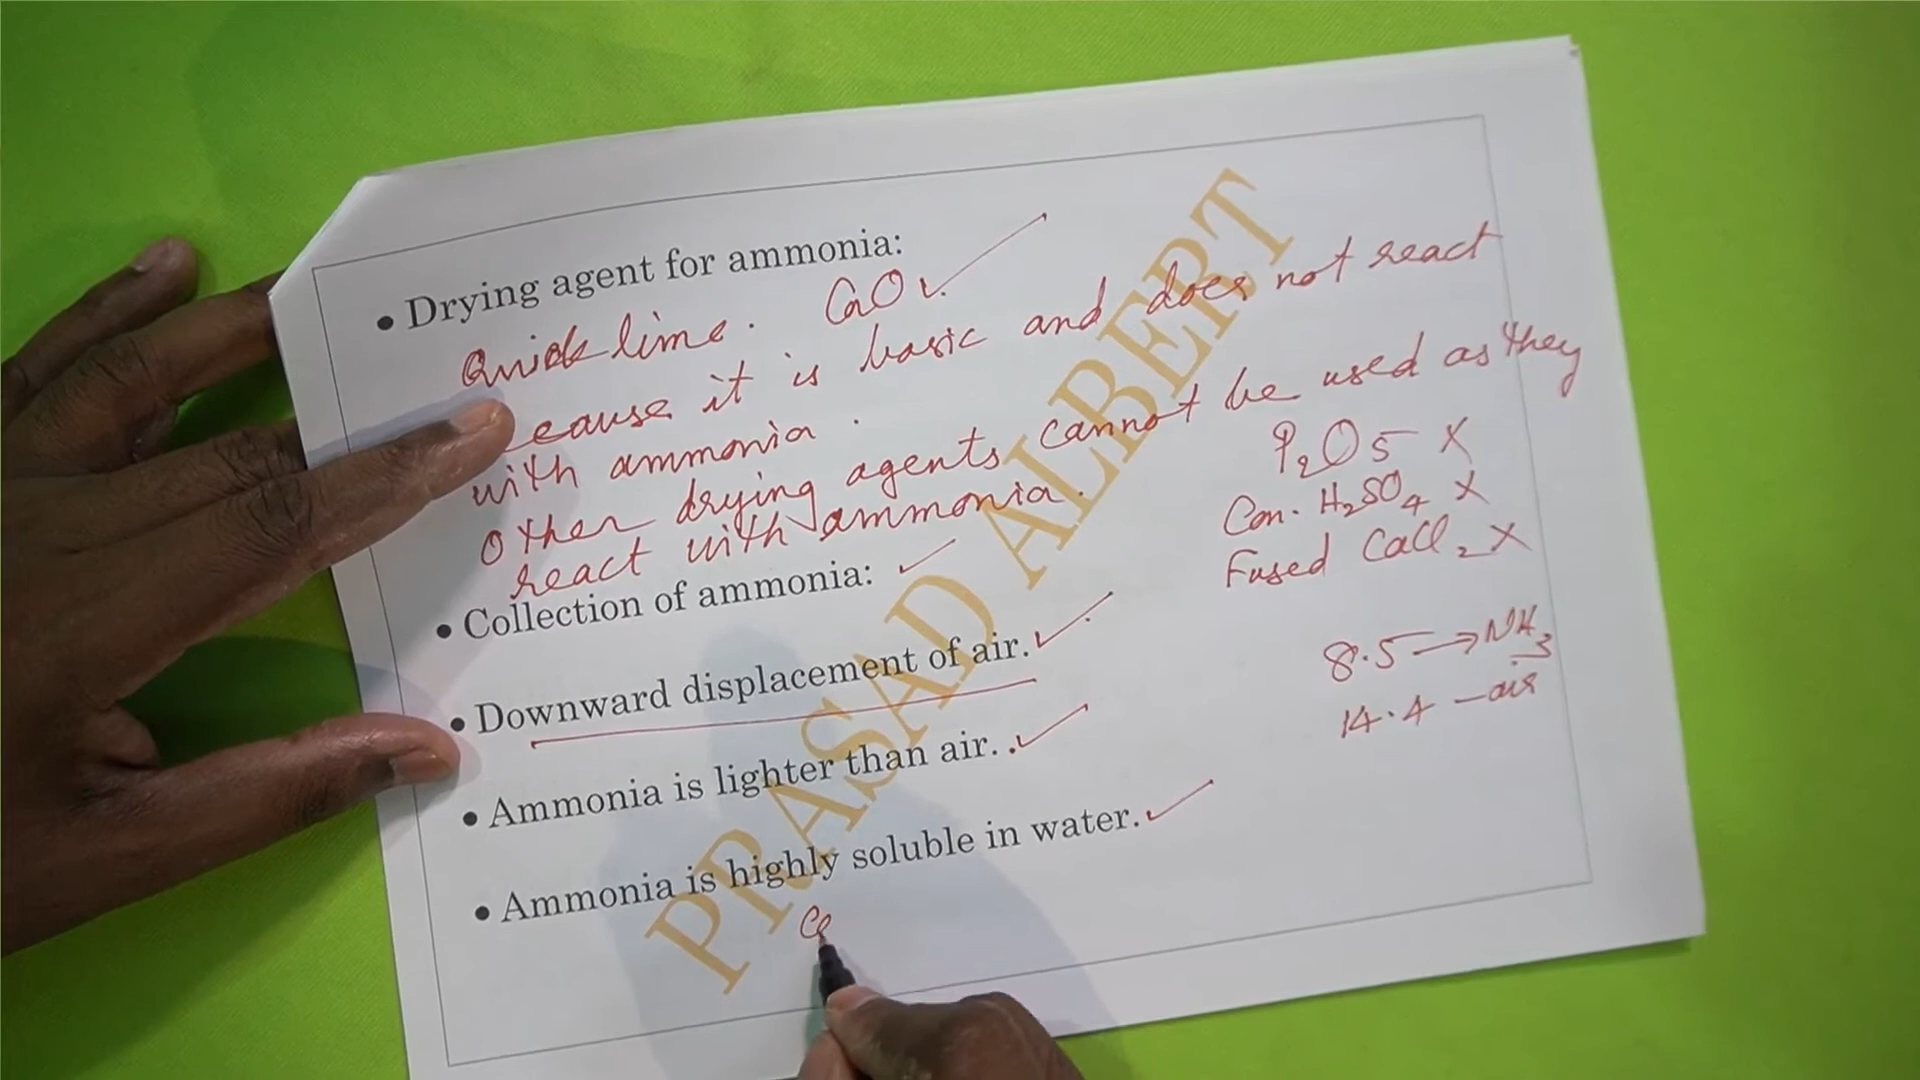 • Drying agent for ammonia:
Quick lime. CaO
ecause it is basic and does not react
with ammonia.
Other drying agents cannot be used as they
react with ammonia.
P2O5 X
Con. H2SO4 X
Fused CaCl2 X
• Collection of ammonia:
• Downward displacement of air.
8.5 → NH3
14.4 – air
• Ammonia is lighter than air.
• Ammonia is highly soluble in water.
PRASAD ALBERT